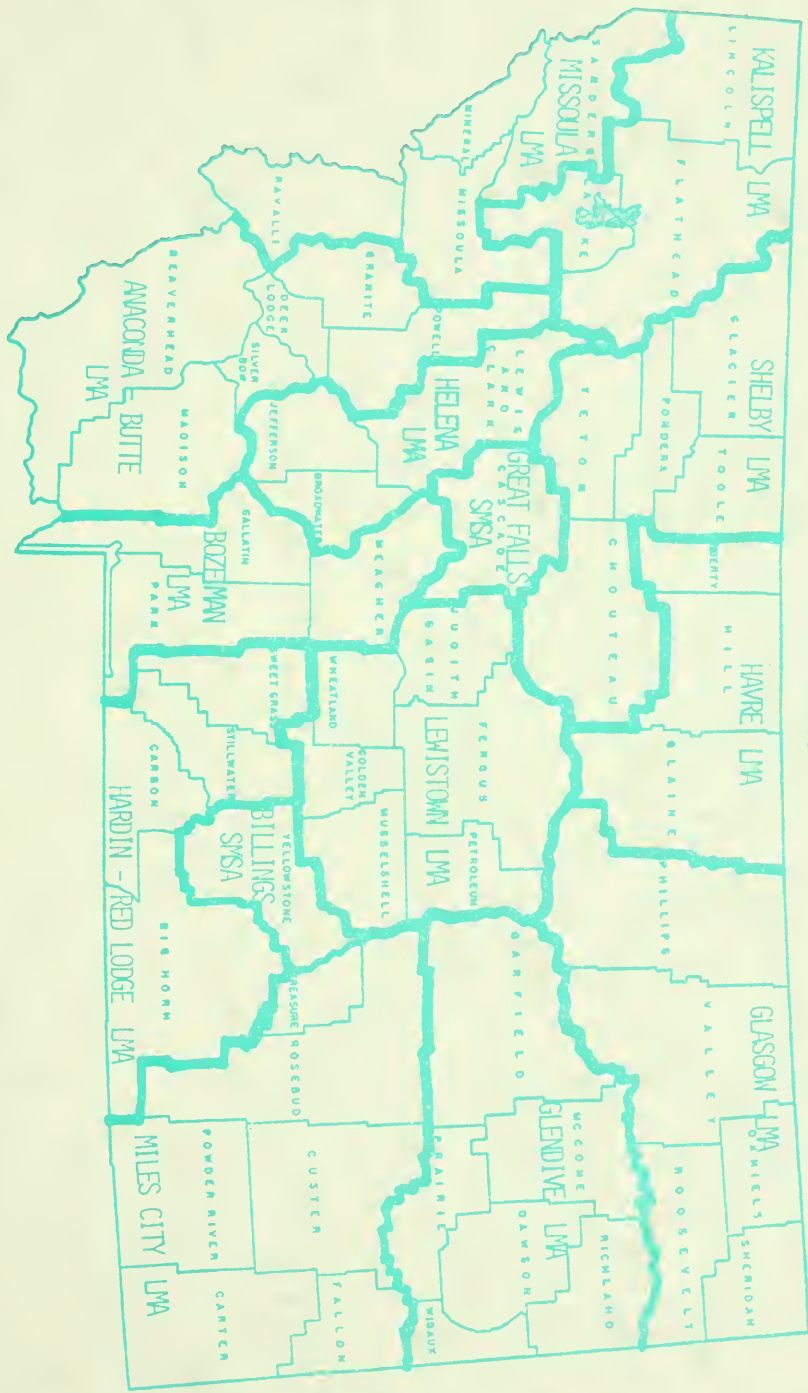 KALISPELL LMA
LINCOLN
FLATHEAD
SANDERS
MISSOULA
LMA
LAKE
MINERAL
MISSOULA
RAVALLI
GRANITE
POWELL
DEER
LODGE
SILVER
BOW
BEAVERHEAD
ANACONDA - BUTTE
LMA
MADISON
JEFFERSON
LEWIS
AND
CLARK
HELENA
LMA
BROADWATER
SHELBY LMA
GLACIER
TOOLE
PONDERA
TETON
GREAT FALLS
CASCADE
SMSA
MEAGHER
GALLATIN
BOZEMAN
LMA
PARK
HAVRE LMA
HILL
BLAINE
CHOUTEAU
JUDITH
BASIN
FERGUS
LEWISTOWN LMA
PETROLEUM
WHEATLAND
GOLDEN
VALLEY
MUSSELSHELL
SWEET GRASS
STILLWATER
CARBON
YELLOWSTONE
BILLINGS
SMSA
BIG HORN
HARDIN - RED LODGE LMA
GLASGOW LMA
PHILLIPS
VALLEY
DANIELS
SHERIDAN
ROOSEVELT
GARFIELD
MCCONE
GLENDIVE LMA
RICHLAND
DAWSON
PRAIRIE
WIBAUX
ROSEBUD
CUSTER
FALLON
POWDER RIVER
CARTER
MILES CITY LMA